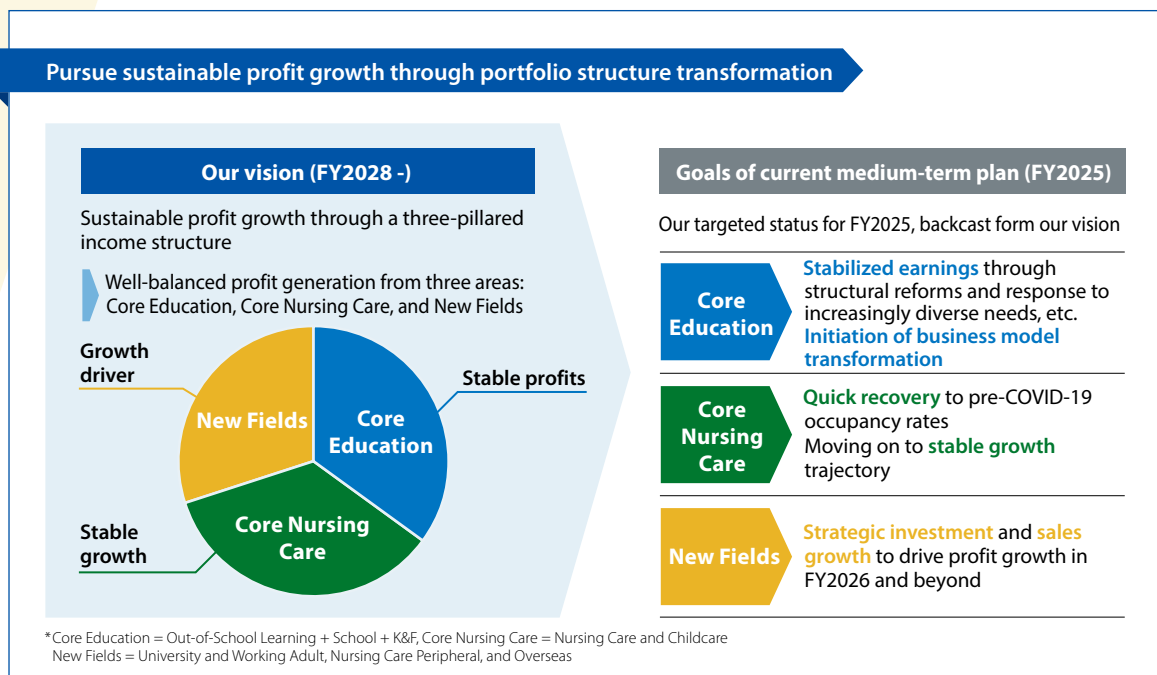 Pursue sustainable profit growth through portfolio structure transformation
Our vision (FY2028 -)
Sustainable profit growth through a three-pillared
income structure
Well-balanced profit generation from three areas:
Core Education, Core Nursing Care, and New Fields
Growth
driver
Stable profits
New Fields
Core
Education
Core Nursing
Care
Stable
growth
Goals of current medium-term plan (FY2025)
Our targeted status for FY2025, backcast form our vision
Core
Education
Stabilized earnings through
structural reforms and response to
increasingly diverse needs, etc.
Initiation of business model
transformation
Core
Nursing
Care
Quick recovery to pre-COVID-19
occupancy rates
Moving on to stable growth
trajectory
New Fields
Strategic investment and sales
growth to drive profit growth in
FY2026 and beyond
*Core Education = Out-of-School Learning + School + K&F, Core Nursing Care = Nursing Care and Childcare
New Fields = University and Working Adult, Nursing Care Peripheral, and Overseas